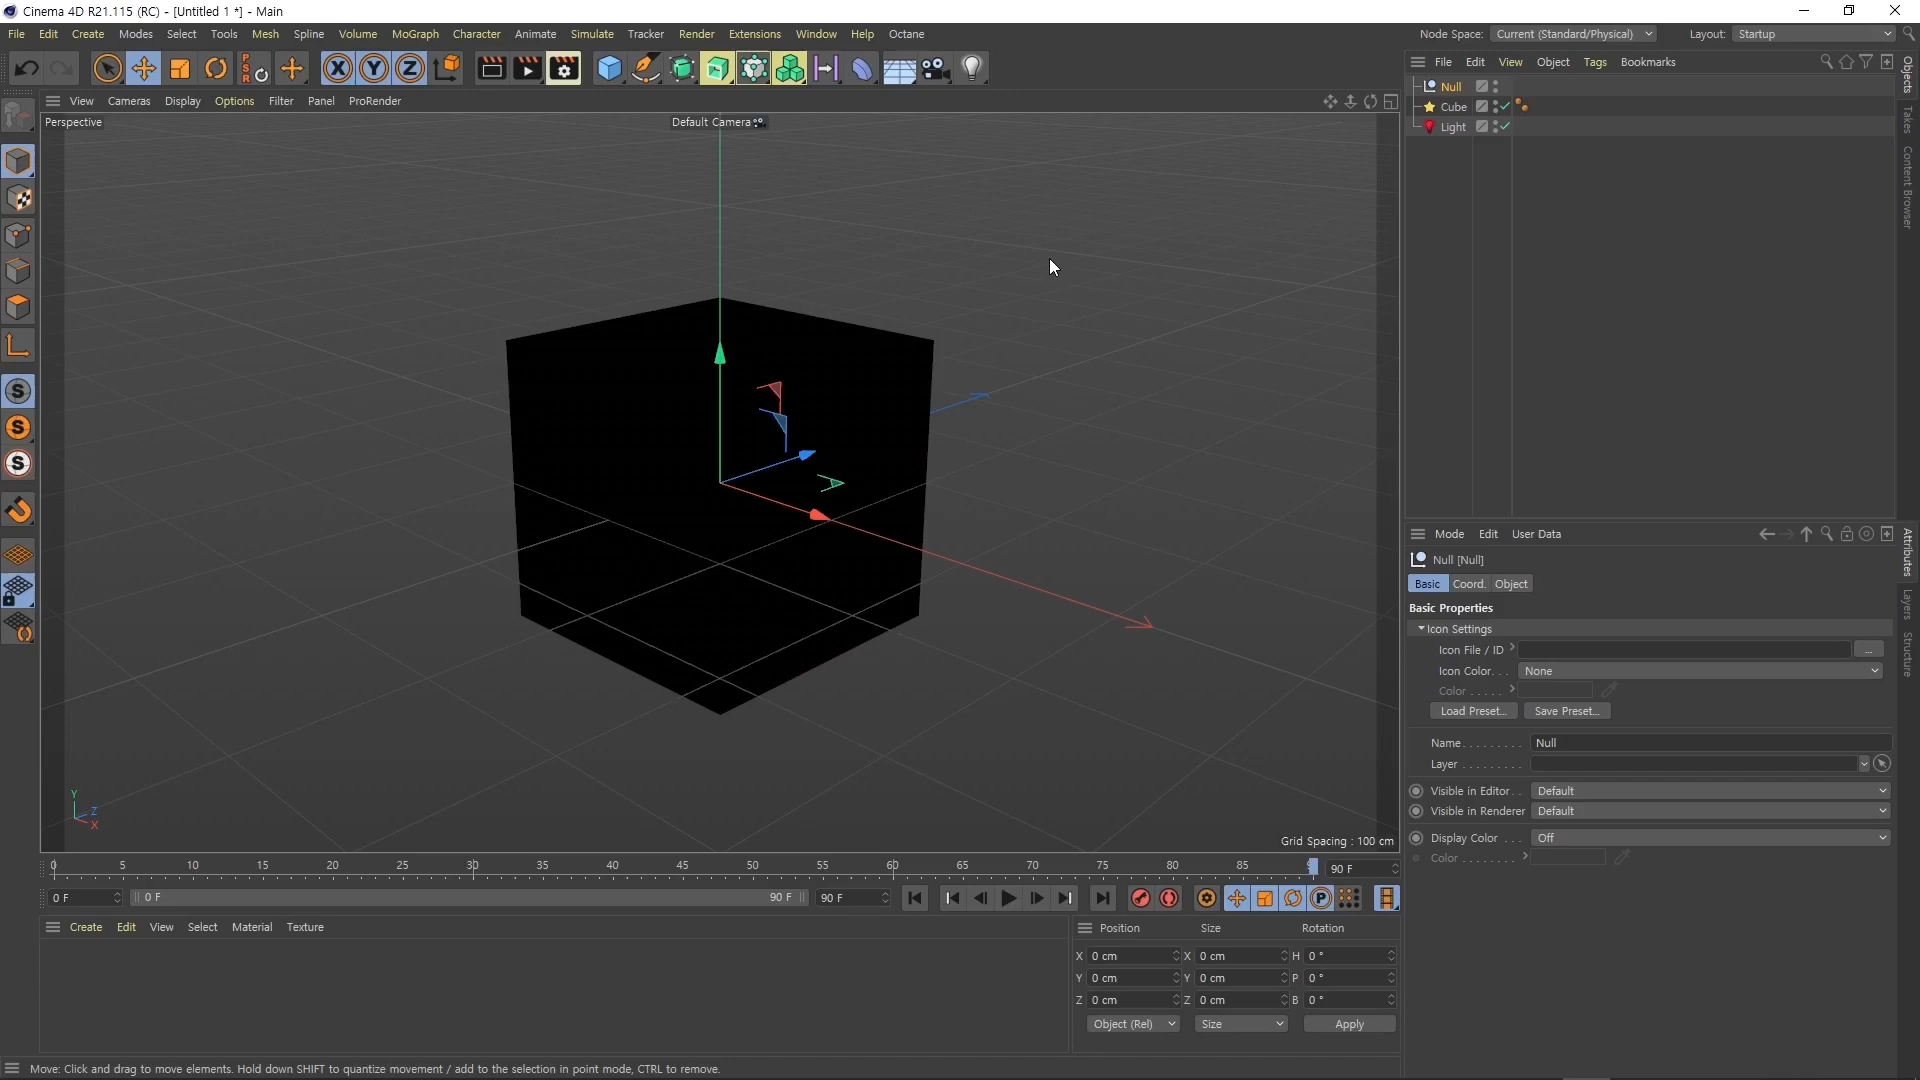 Cinema 4D R21.115 (RC) - [Untitled 1 *] - Main
File Edit Create Modes Select Tools Mesh Spline Volume MoGraph Character Animate Simulate Tracker Render Extensions Window Help Octane
Node Space: Current (Standard/Physical) Layout: Startup
PSR X Y Z
View Cameras Display Options Filter Panel ProRender
Perspective
Default Camera
S
S
S
Y
Z
X
Grid Spacing : 100 cm
File Edit View Object Tags Bookmarks
Null
Cube
Light
Objects
Takes
Content Browser
Mode Edit User Data
Null [Null]
Basic Coord. Object
Basic Properties
Icon Settings
Icon File / ID ...
Icon Color. . . None
Color . . . . .
Load Preset... Save Preset...
Name. . . . . . . . . Null
Layer . . . . . . . . .
Visible in Editor . . Default
Visible in Renderer Default
Display Color . . . Off
Color . . . . . . . .
Attributes
Layers
Structure
0 5 10 15 20 25 30 35 40 45 50 55 60 65 70 75 80 85 90 F
0 F 0 F 90 F 90 F P
Create Edit View Select Material Texture
Position Size Rotation
X 0 cm X 0 cm H 0 °
Y 0 cm Y 0 cm P 0 °
Z 0 cm Z 0 cm B 0 °
Object (Rel) Size Apply
Move: Click and drag to move elements. Hold down SHIFT to quantize movement / add to the selection in point mode, CTRL to remove.